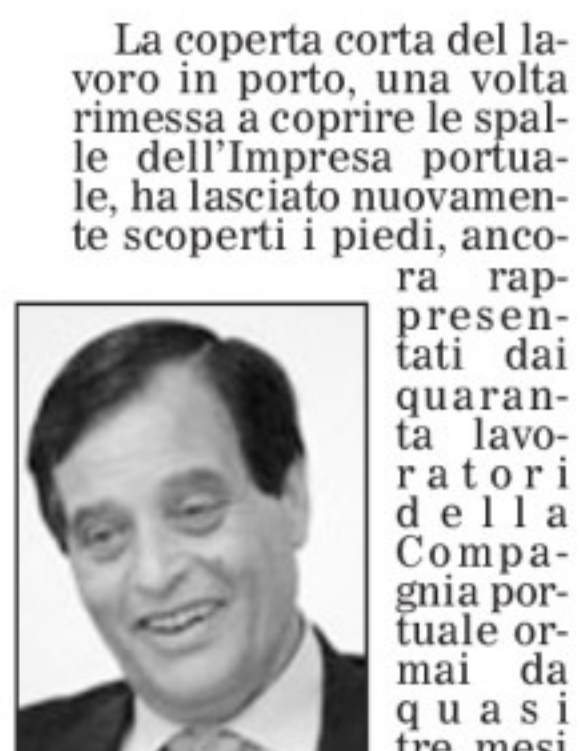 La coperta corta del la-
voro in porto, una volta
rimessa a coprire le spal-
le dell'Impresa portua-
le, ha lasciato nuovamen-
te scoperti i piedi, anco-
ra rap-
presen-
tati dai
quaran-
ta lavo-
ratori
della
Compa-
gnia por-
tuale or-
mai da
quasi
tre mesi